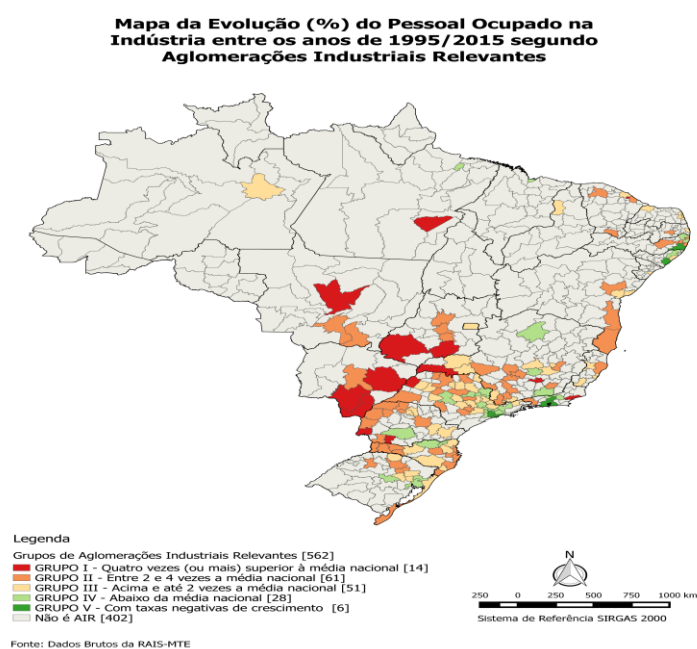 Mapa da Evolução (%) do Pessoal Ocupado na
Indústria entre os anos de 1995/2015 segundo
Aglomerações Industriais Relevantes
Legenda
Grupos de Aglomerações Industriais Relevantes [562]
GRUPO I - Quatro vezes (ou mais) superior à média nacional [14]
GRUPO II - Entre 2 e 4 vezes a média nacional [61]
GRUPO III - Acima e até 2 vezes a média nacional [51]
GRUPO IV - Abaixo da média nacional [28]
GRUPO V - Com taxas negativas de crescimento [6]
Não é AIR [402]
N
250 0 250 500 750 1000 km
Sistema de Referência SIRGAS 2000
Fonte: Dados Brutos da RAIS-MTE